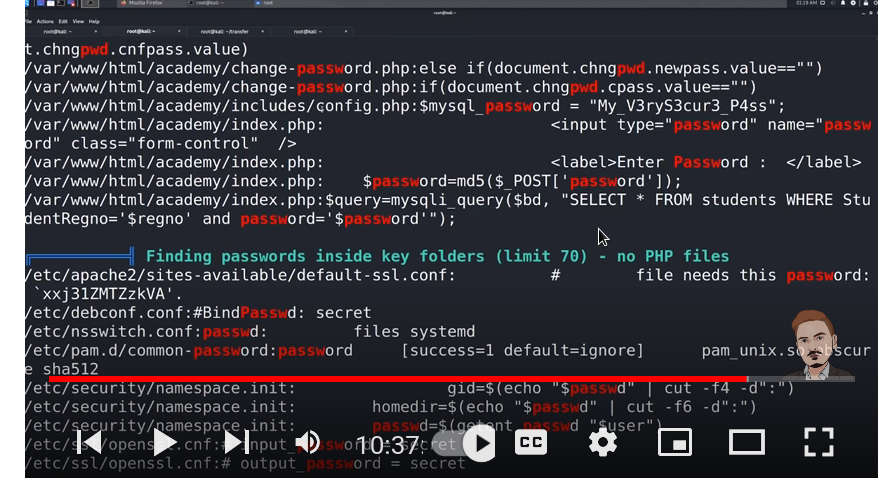 Mozilla Firefox
root@kali: ~
root
01:19 AM
root@kali: ~
File Actions Edit View Help
root@kali: ~
root@kali: ~
root@kali: ~/transfer
root@kali: ~
t.chngpwd.cnfpass.value)
/var/www/html/academy/change-password.php:else if(document.chngpwd.newpass.value=="")
/var/www/html/academy/change-password.php:if(document.chngpwd.cpass.value=="")
/var/www/html/academy/includes/config.php:$mysql_password = "My_V3ryS3cur3_P4ss";
/var/www/html/academy/index.php: <input type="password" name="passw
ord" class="form-control" />
/var/www/html/academy/index.php: <label>Enter Password : </label>
/var/www/html/academy/index.php: $password=md5($_POST['password']);
/var/www/html/academy/index.php:$query=mysqli_query($bd, "SELECT * FROM students WHERE Stu
dentRegno='$regno' and password='$password'");
Finding passwords inside key folders (limit 70) - no PHP files
/etc/apache2/sites-available/default-ssl.conf: # file needs this password:
`xxj31ZMTZzkVA'.
/etc/debconf.conf:#BindPasswd: secret
/etc/nsswitch.conf:passwd: files systemd
/etc/pam.d/common-password:password [success=1 default=ignore] pam_unix.so obscur
e sha512
/etc/security/namespace.init: gid=$(echo "$passwd" | cut -f4 -d":")
/etc/security/namespace.init: homedir=$(echo "$passwd" | cut -f6 -d":")
/etc/security/namespace.init: passwd=$(getent passwd "$user")
/etc/ssl/openssl.cnf:# input_password = secret
/etc/ssl/openssl.cnf:# output_password = secret
10:37
CC